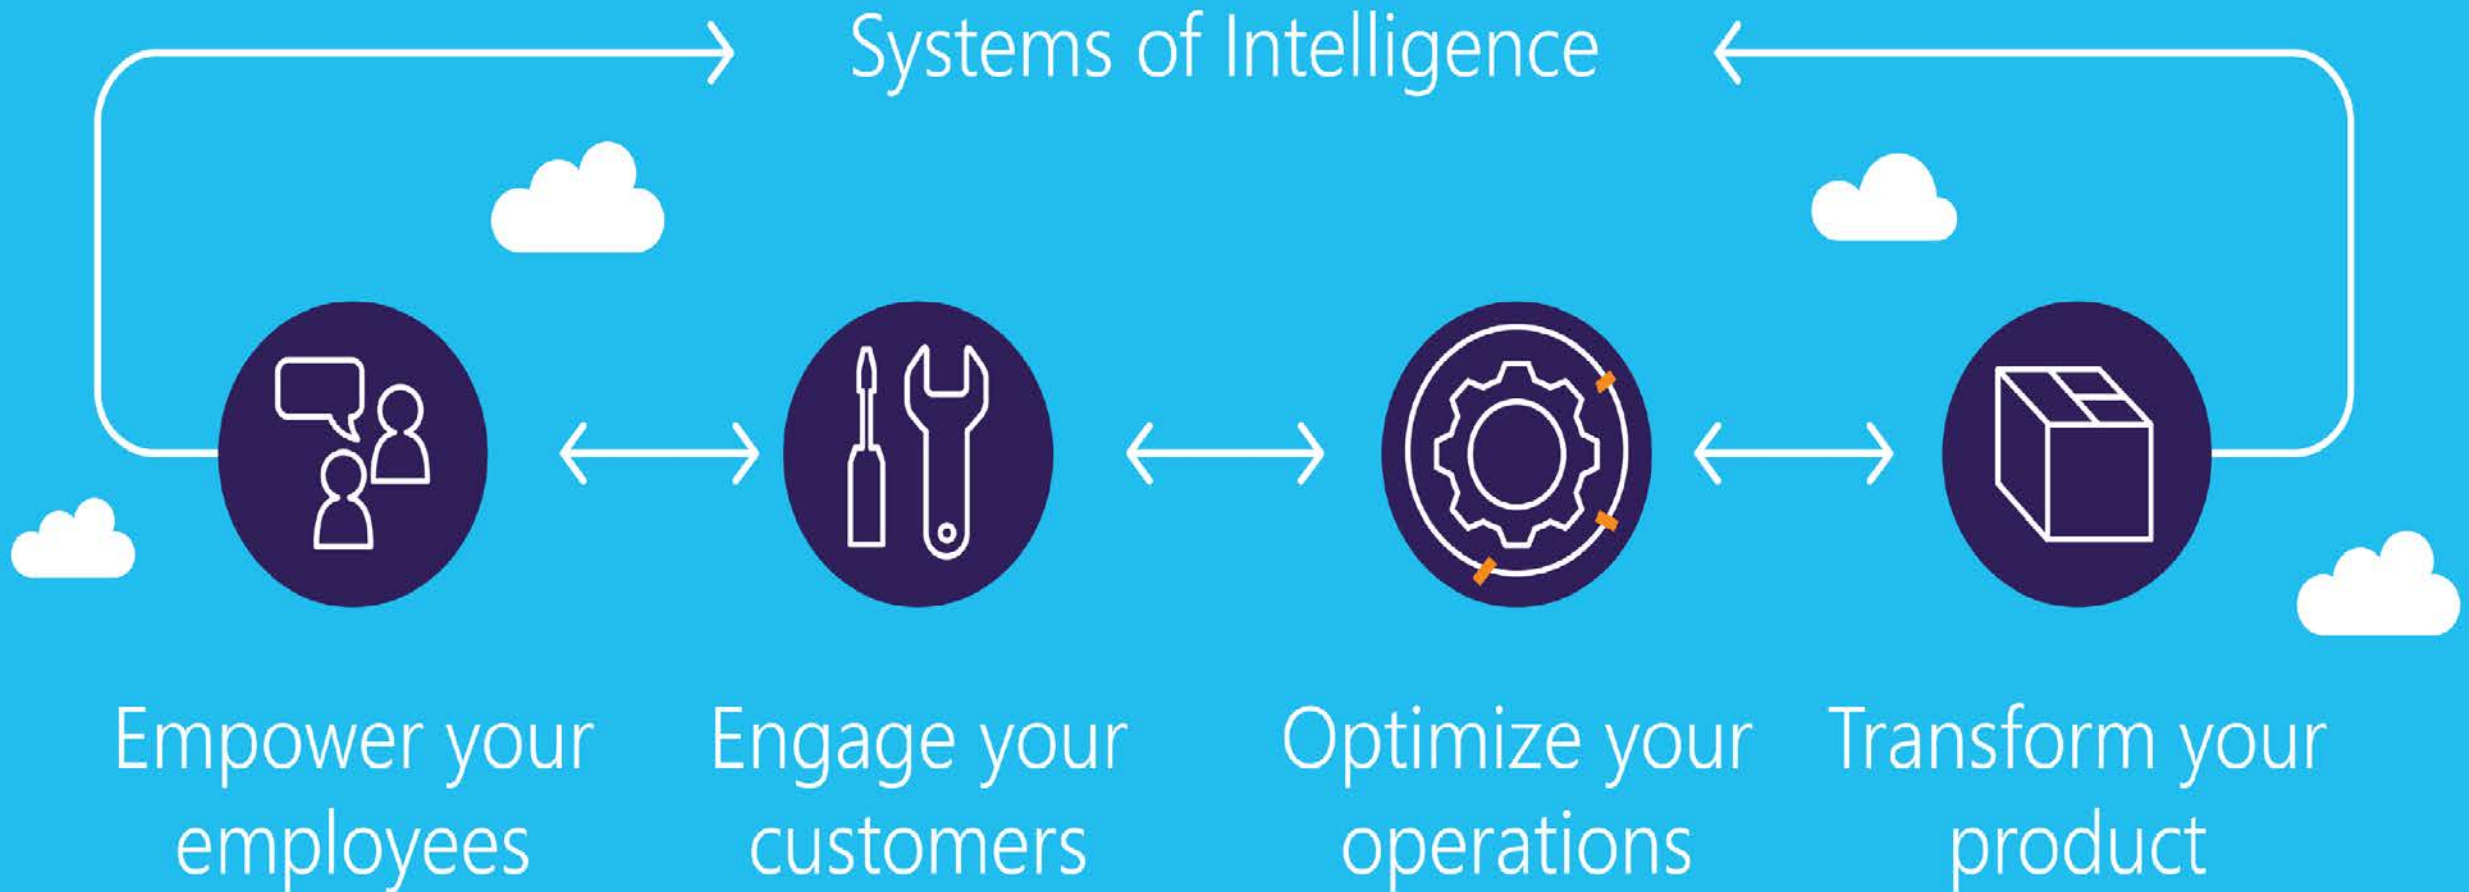 Systems of Intelligence
Empower your
employees
Engage your
customers
Optimize your
operations
Transform your
product